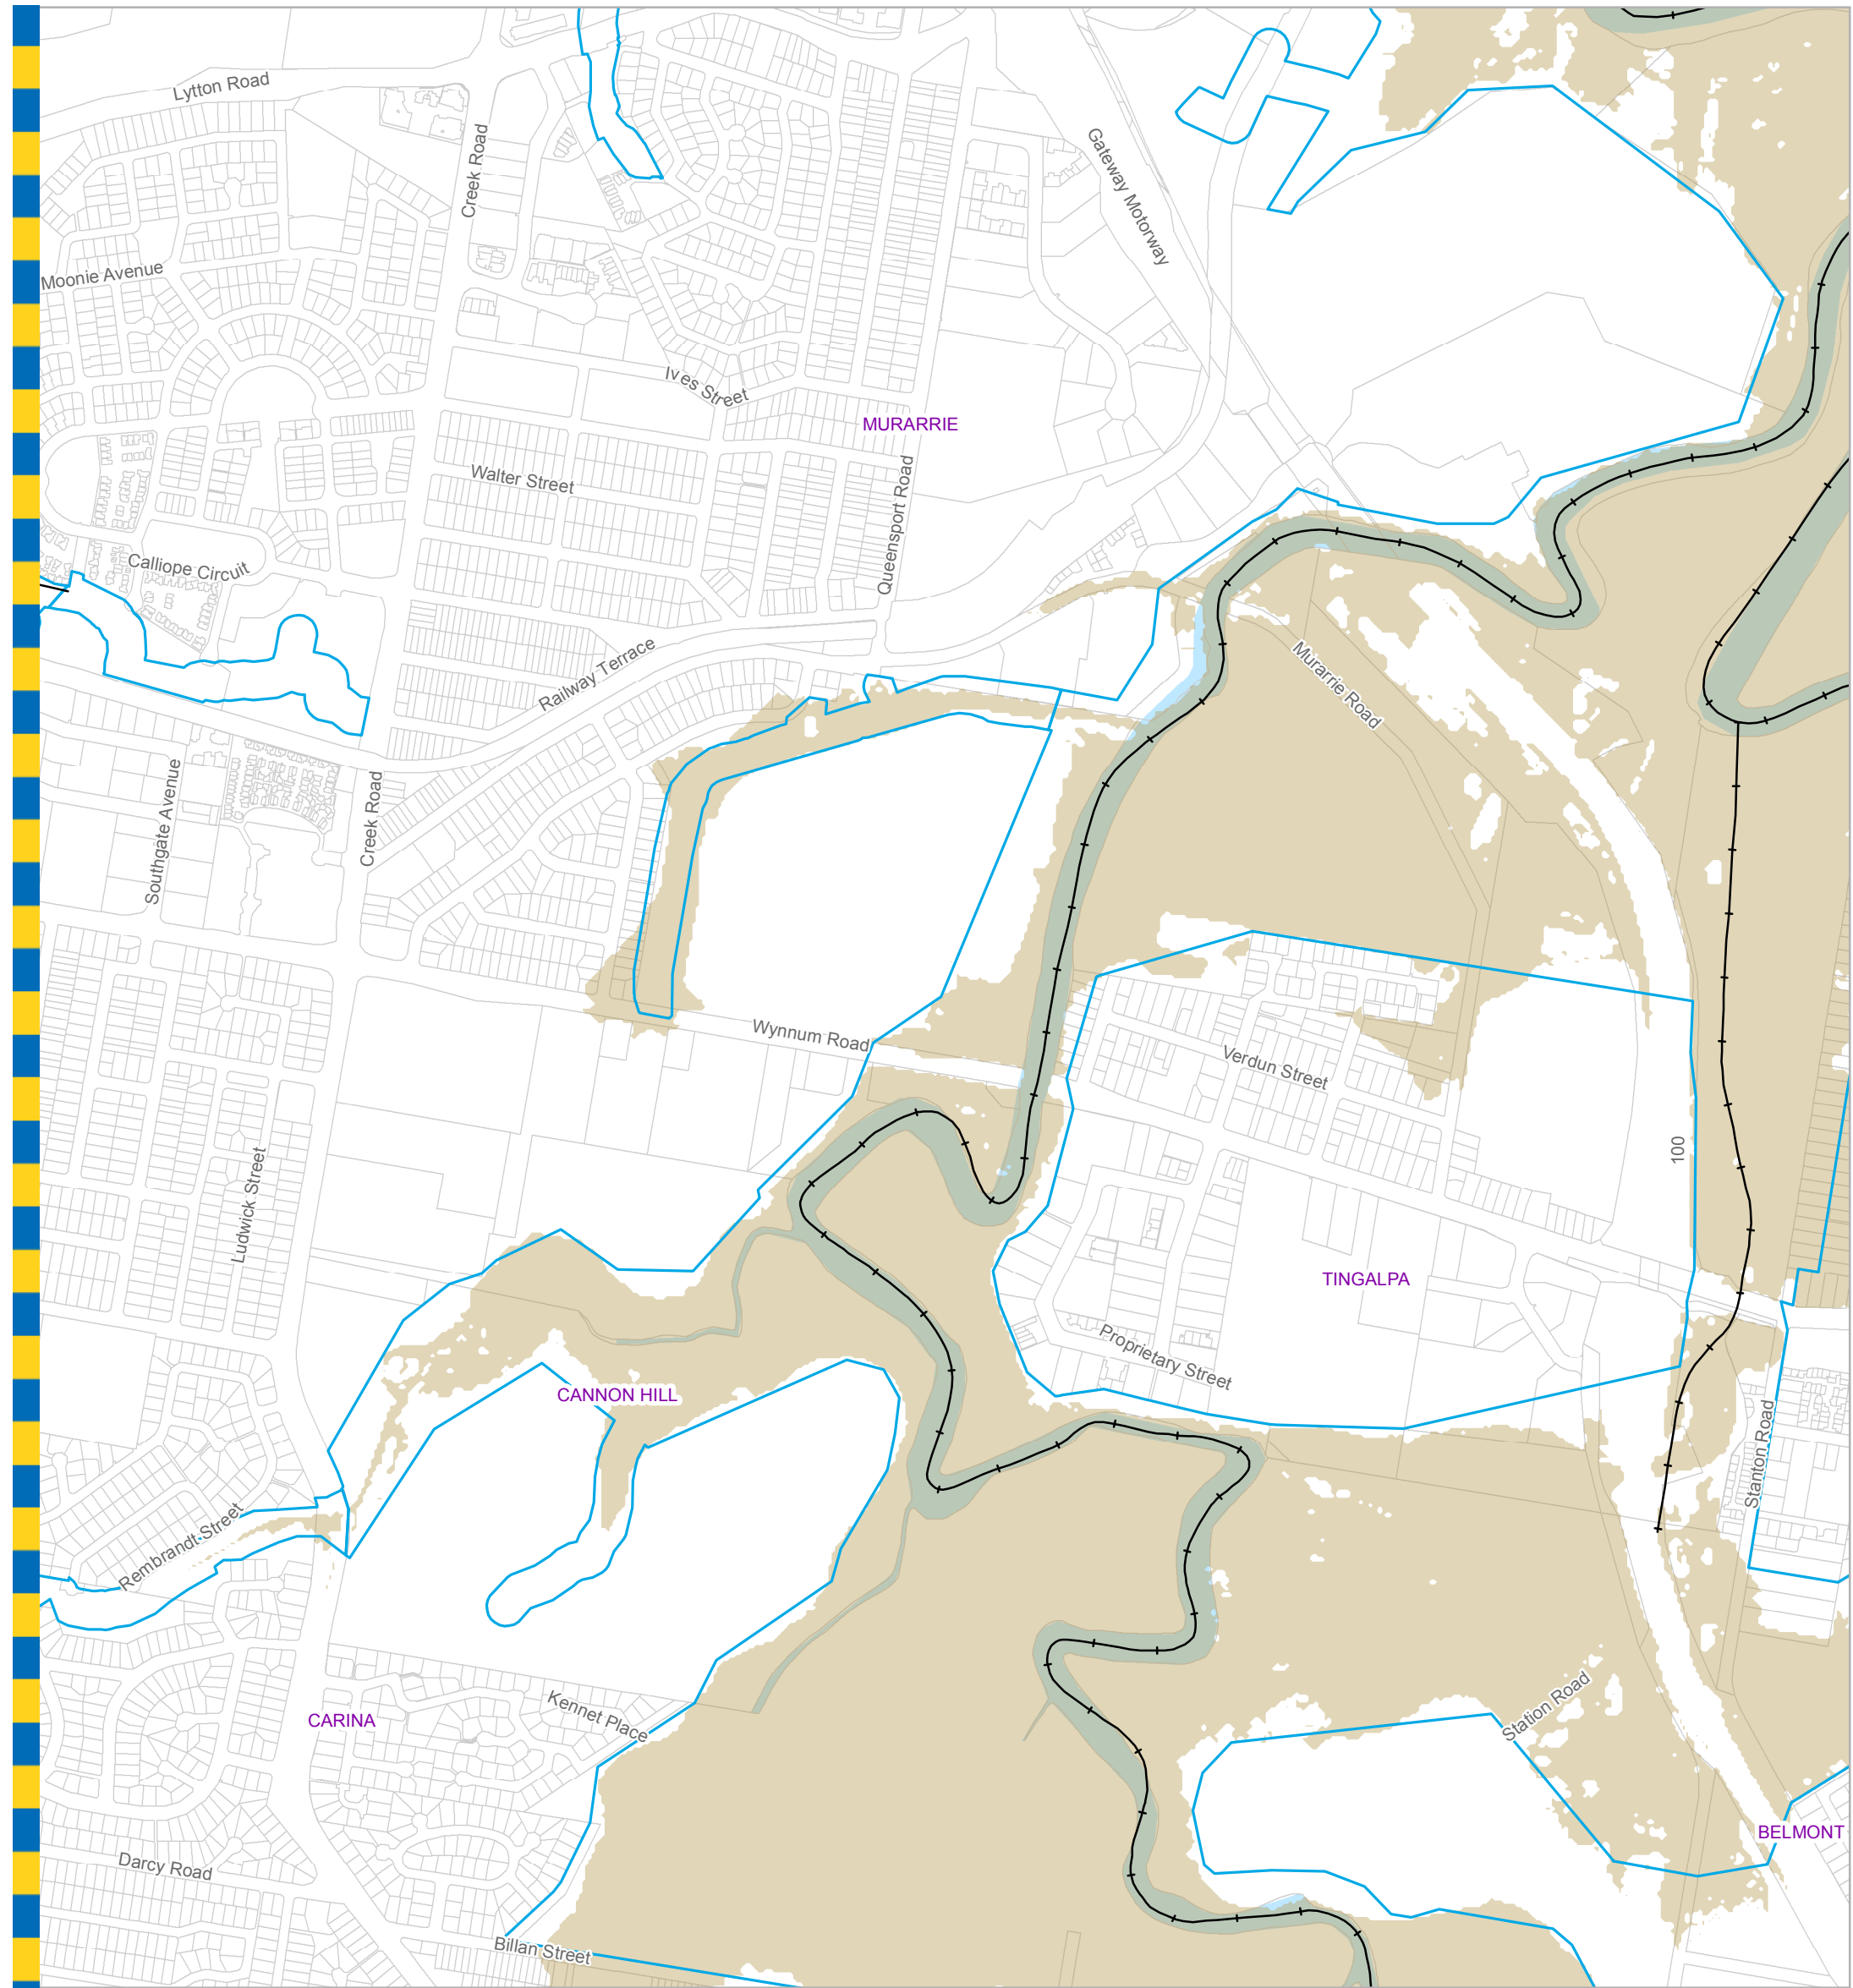 Lytton Road
Creek Road
Gateway Motorway
Moonie Avenue
Ives Street
MURARRIE
Walter Street
Queensport Road
Calliope Circuit
Railway Terrace
Murarrie Road
Southgate Avenue
Creek Road
Wynnum Road
Verdun Street
100
Ludwick Street
TINGALPA
Proprietary Street
CANNON HILL
Stanton Road
Rembrandt Street
Kennet Place
Station Road
CARINA
BELMONT
Darcy Road
Billan Street